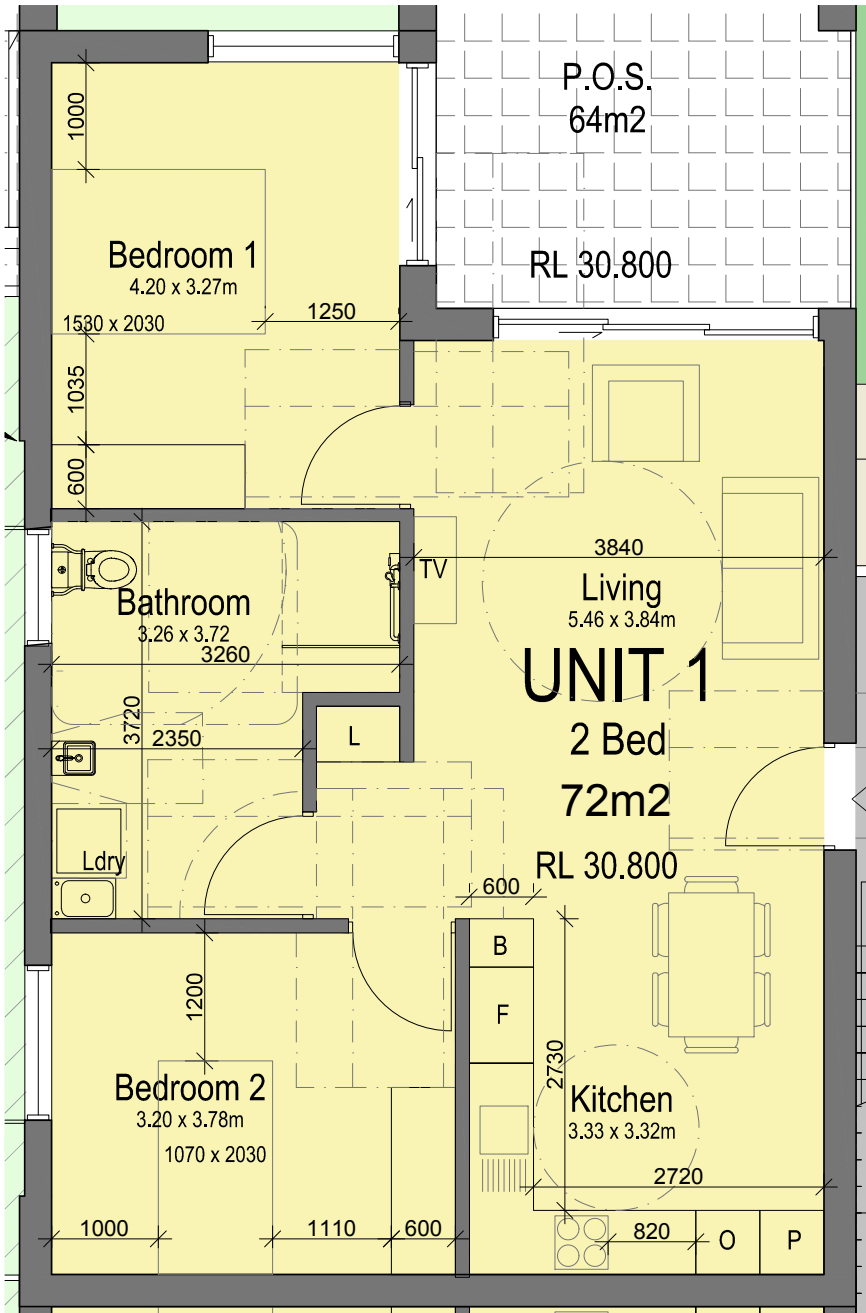 P.O.S.
64m2
RL 30.800
1000
Bedroom 1
4.20 x 3.27m
1530 x 2030
1250
1035
600
TV
3840
Living
5.46 x 3.84m
Bathroom
3.26 x 3.72
3260
3720
2350
L
UNIT 1
2 Bed
72m2
RL 30.800
Ldry
600
B
F
1200
2730
Bedroom 2
3.20 x 3.78m
1070 x 2030
Kitchen
3.33 x 3.32m
2720
1000
1110
600
820
O
P